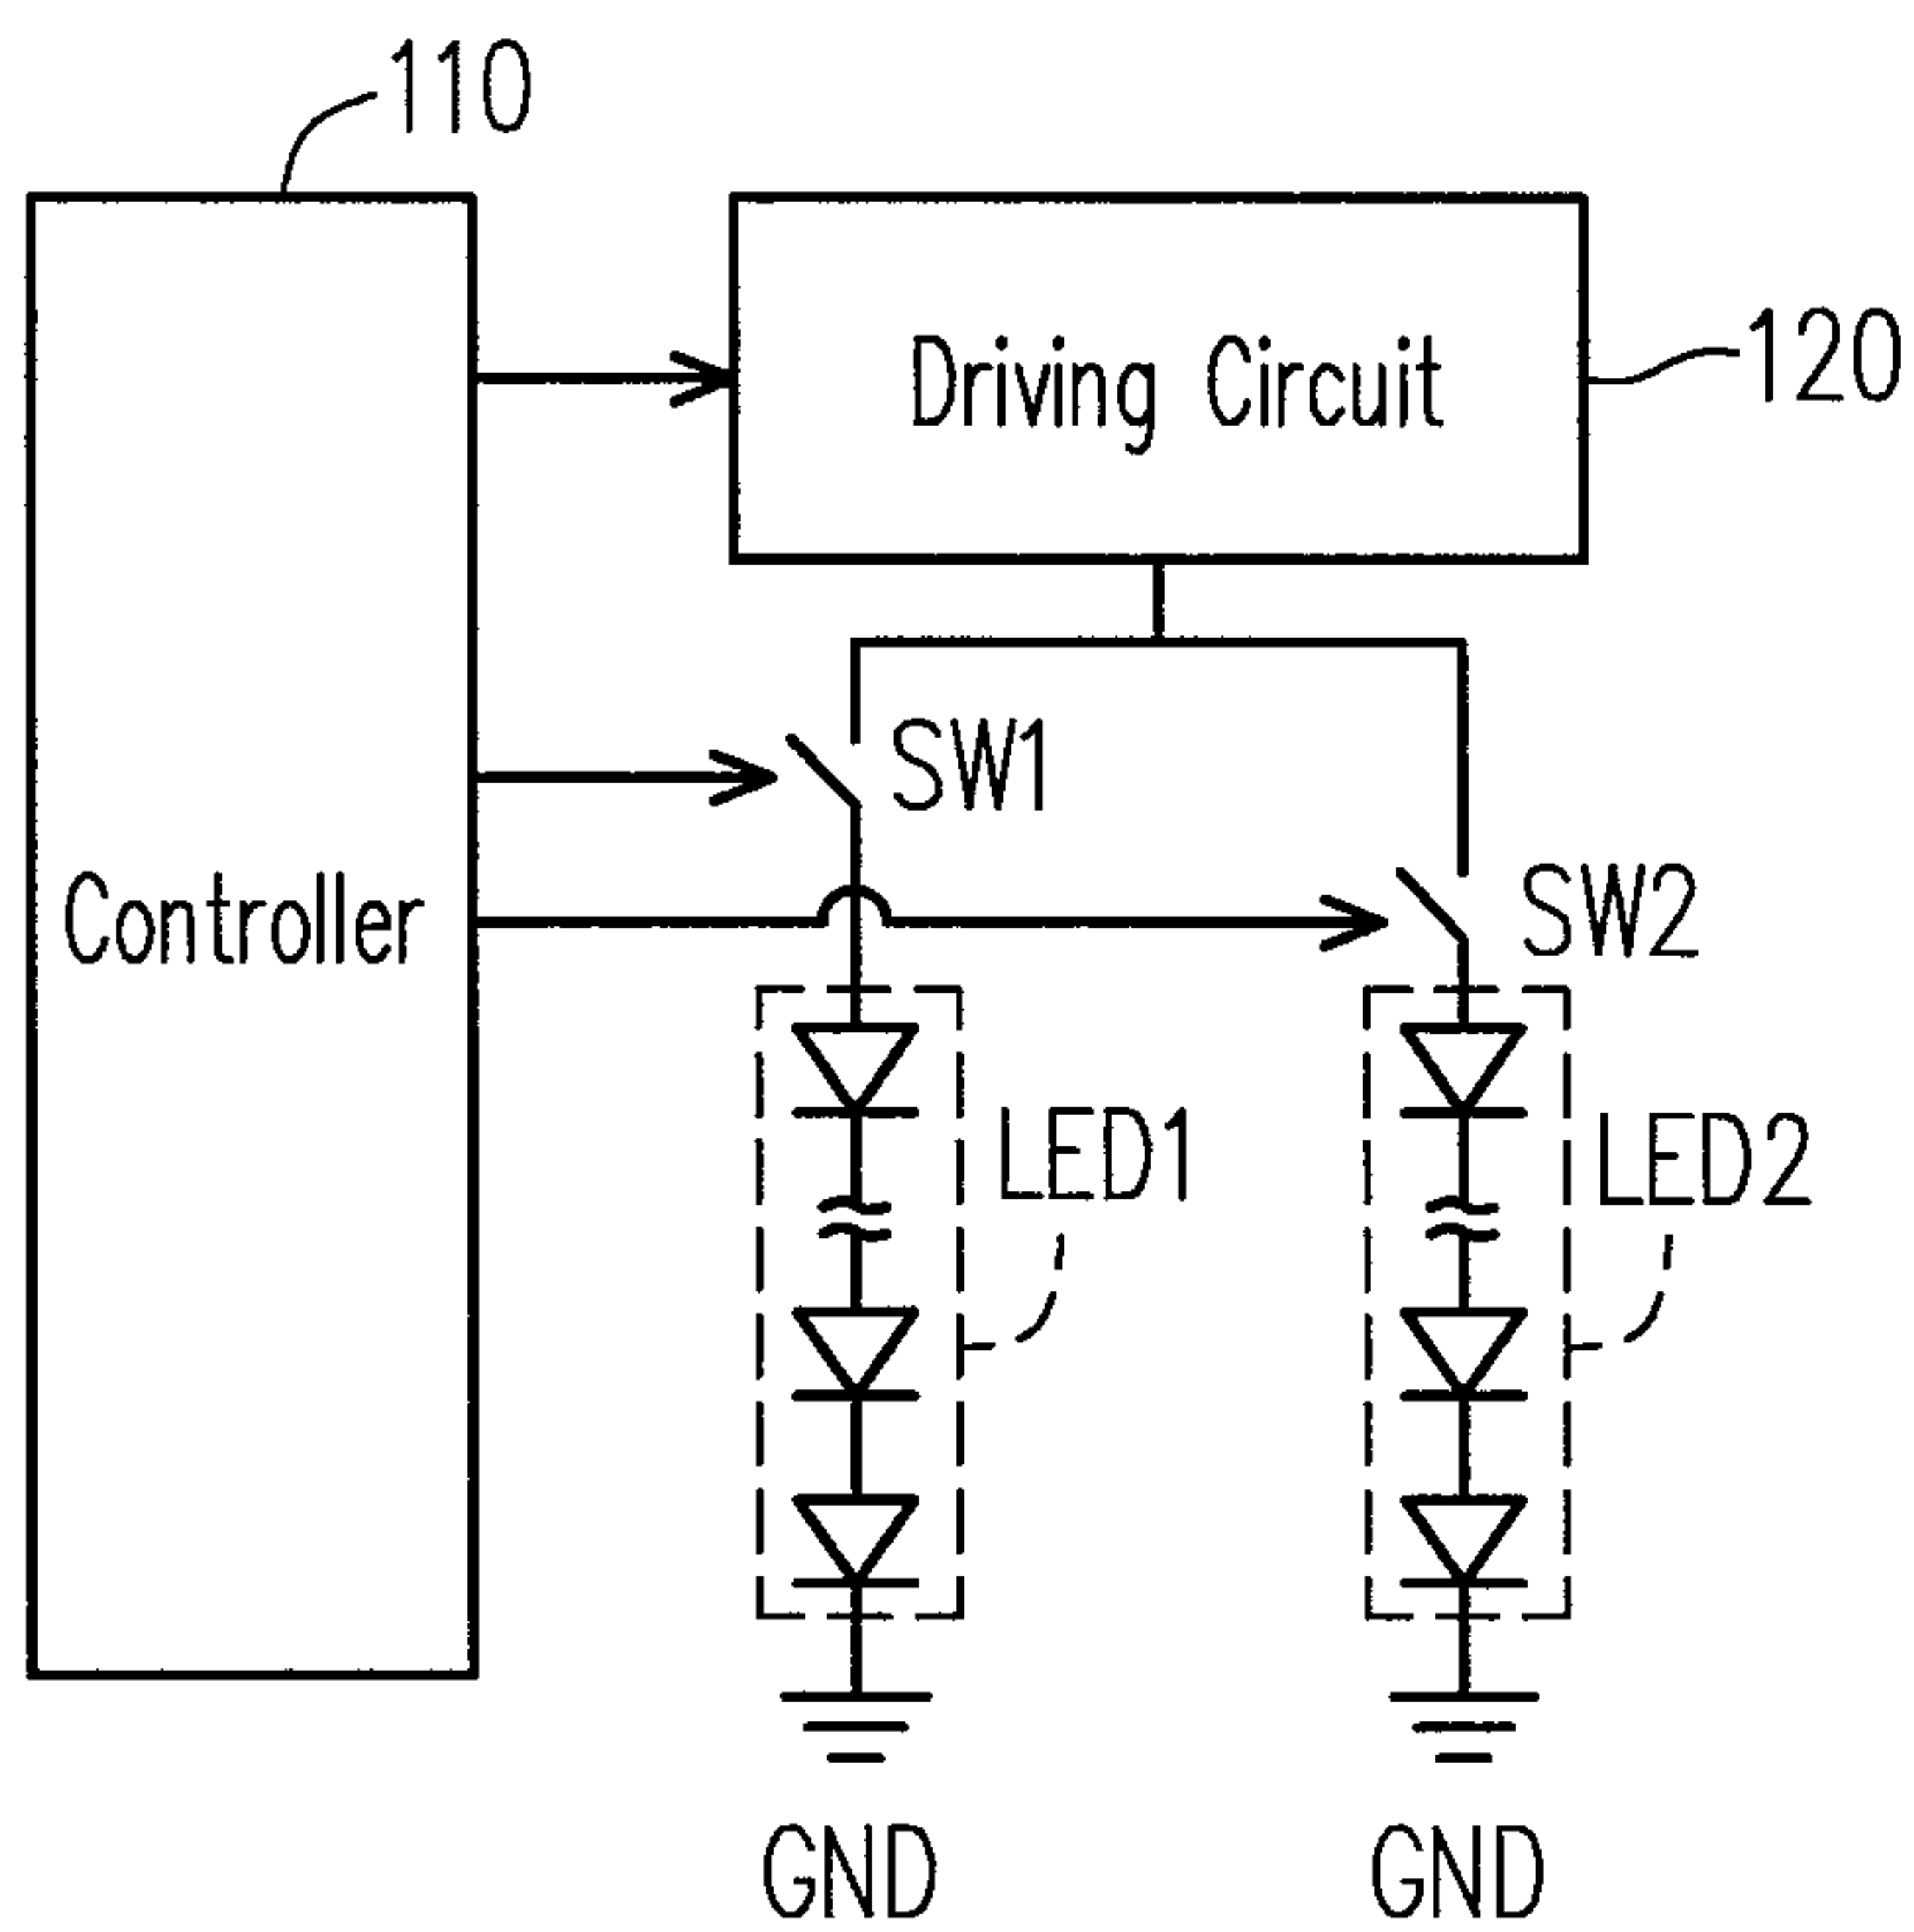 110
Driving Circuit
120
SW1
Controller
SW2
LED1
LED2
GND
GND